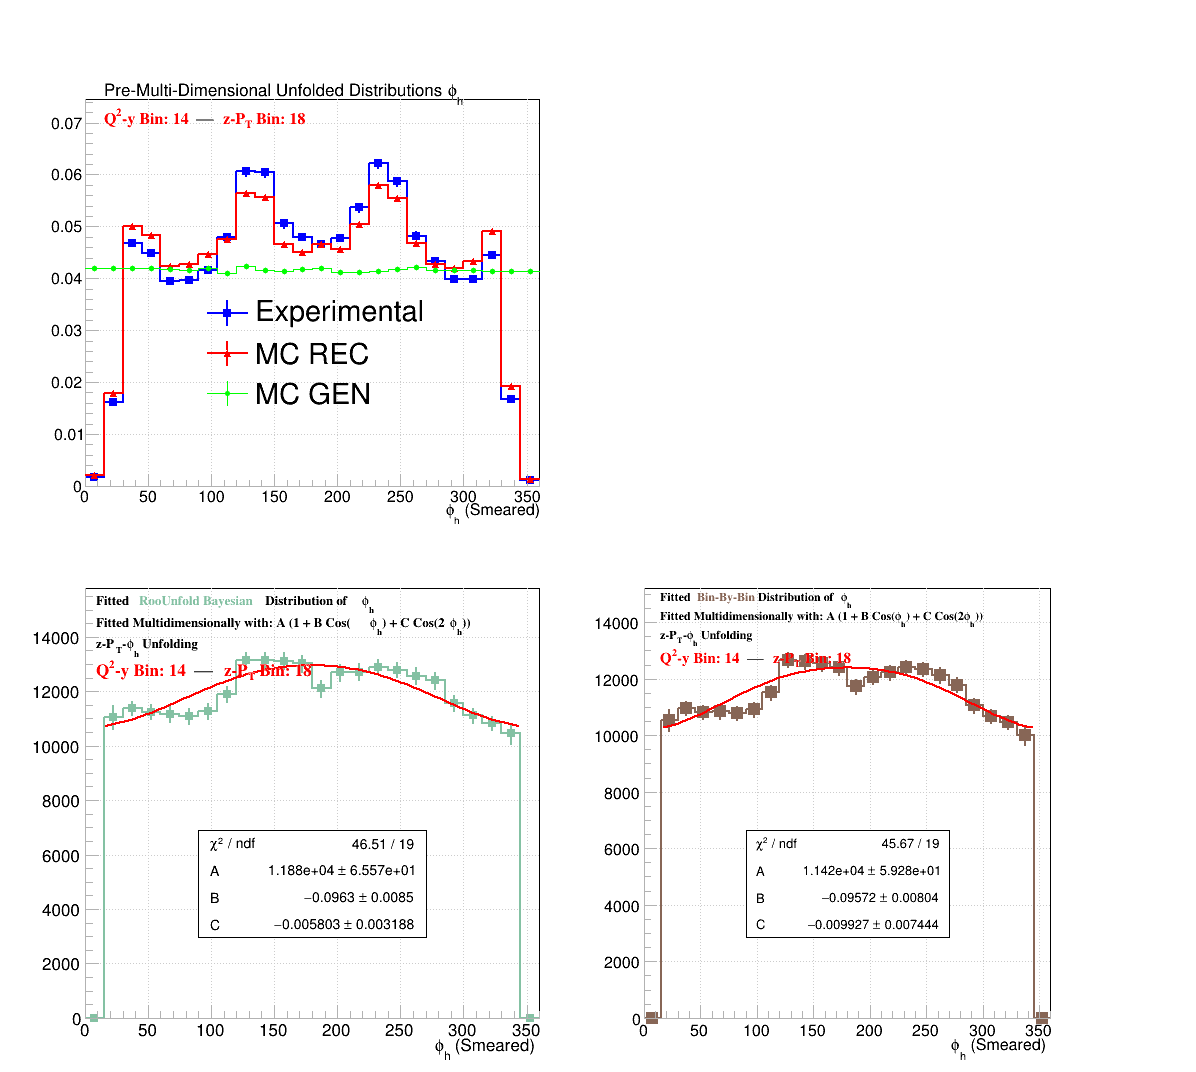 Pre-Multi-Dimensional Unfolded Distributions ϕh
Q²-y Bin: 14 — z-PT Bin: 18
0.07
0.06
0.05
0.04
0.03
0.02
0.01
0
Experimental
MC REC
MC GEN
0 50 100 150 200 250 300 350
ϕh (Smeared)
Fitted RooUnfold Bayesian Distribution of ϕh
Fitted Multidimensionally with: A (1 + B Cos( ϕh) + C Cos(2 ϕh))
z-PT-ϕh Unfolding
Q²-y Bin: 14 — z-PT Bin: 18
14000
12000
10000
8000
6000
4000
2000
0
χ² / ndf 46.51 / 19
A 1.188e+04 ± 6.557e+01
B −0.0963 ± 0.0085
C −0.005803 ± 0.003188
0 50 100 150 200 250 300 350
ϕh (Smeared)
Fitted Bin-By-Bin Distribution of ϕh
Fitted Multidimensionally with: A (1 + B Cos(ϕh) + C Cos(2ϕh))
z-PT-ϕh Unfolding
Q²-y Bin: 14 — z-PT Bin: 18
14000
12000
10000
8000
6000
4000
2000
0
χ² / ndf 45.67 / 19
A 1.142e+04 ± 5.928e+01
B −0.09572 ± 0.00804
C −0.009927 ± 0.007444
0 50 100 150 200 250 300 350
ϕh (Smeared)